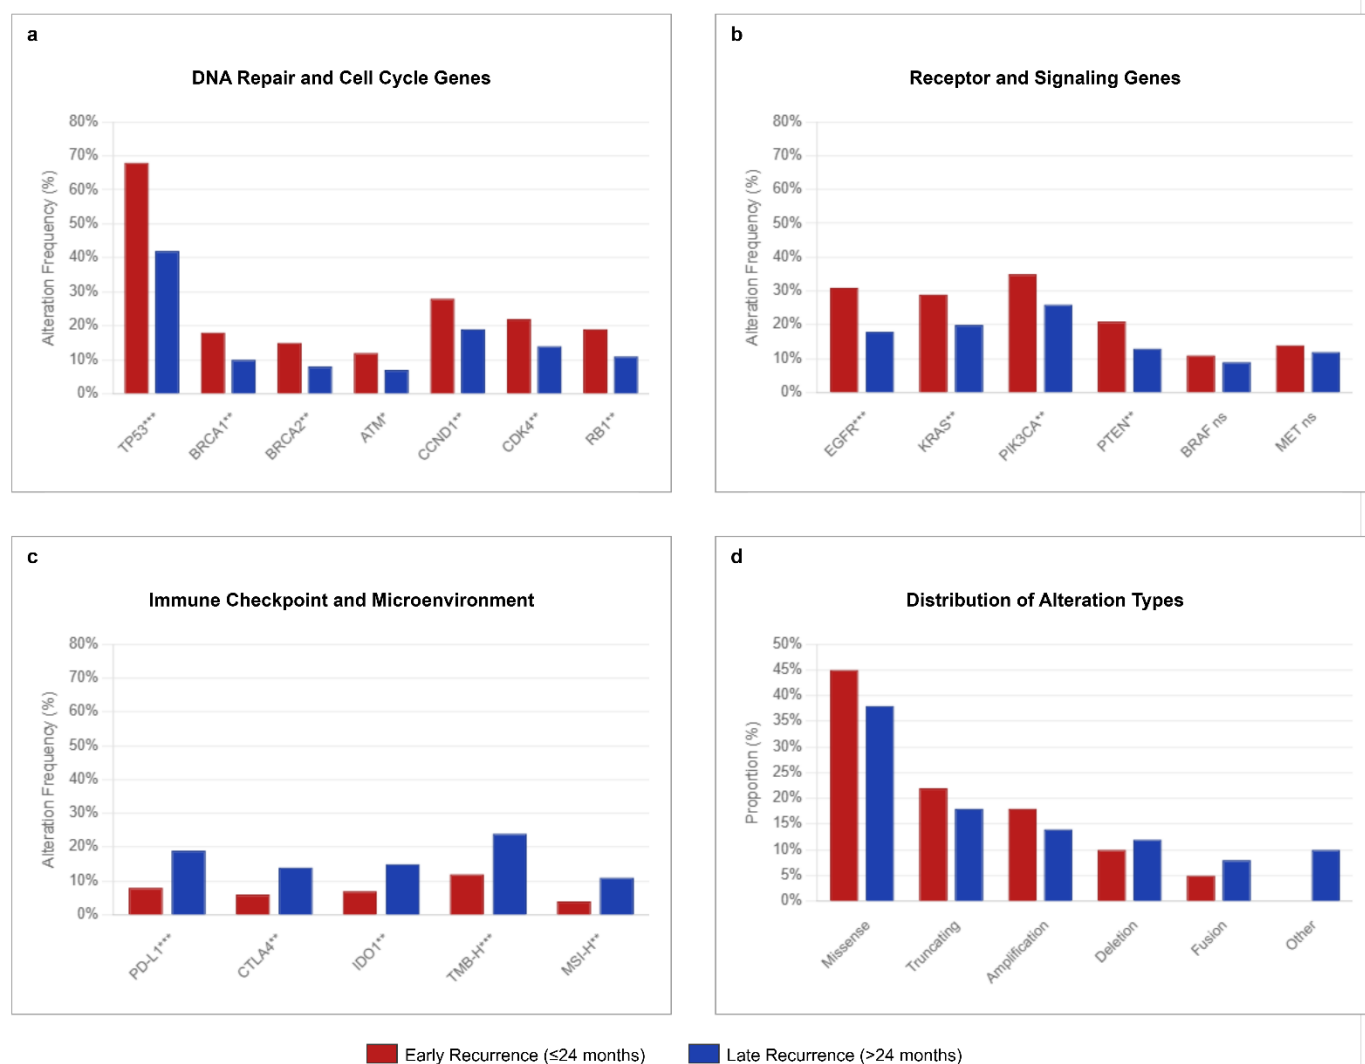 a
DNA Repair and Cell Cycle Genes
Alteration Frequency (%)
80%
70%
60%
50%
40%
30%
20%
10%
0%
TP53***
BRCA1**
BRCA2**
ATM*
CCND1**
CDK4**
RB1**
b
Receptor and Signaling Genes
Alteration Frequency (%)
80%
70%
60%
50%
40%
30%
20%
10%
0%
EGFR***
KRAS**
PIK3CA**
PTEN**
BRAF ns
MET ns
c
Immune Checkpoint and Microenvironment
Alteration Frequency (%)
80%
70%
60%
50%
40%
30%
20%
10%
0%
PD-L1***
CTLA4**
IDO1**
TMB-H***
MSI-H**
d
Distribution of Alteration Types
Proportion (%)
50%
45%
40%
35%
30%
25%
20%
15%
10%
5%
0%
Missense
Truncating
Amplification
Deletion
Fusion
Other
Early Recurrence (≤24 months)
Late Recurrence (>24 months)